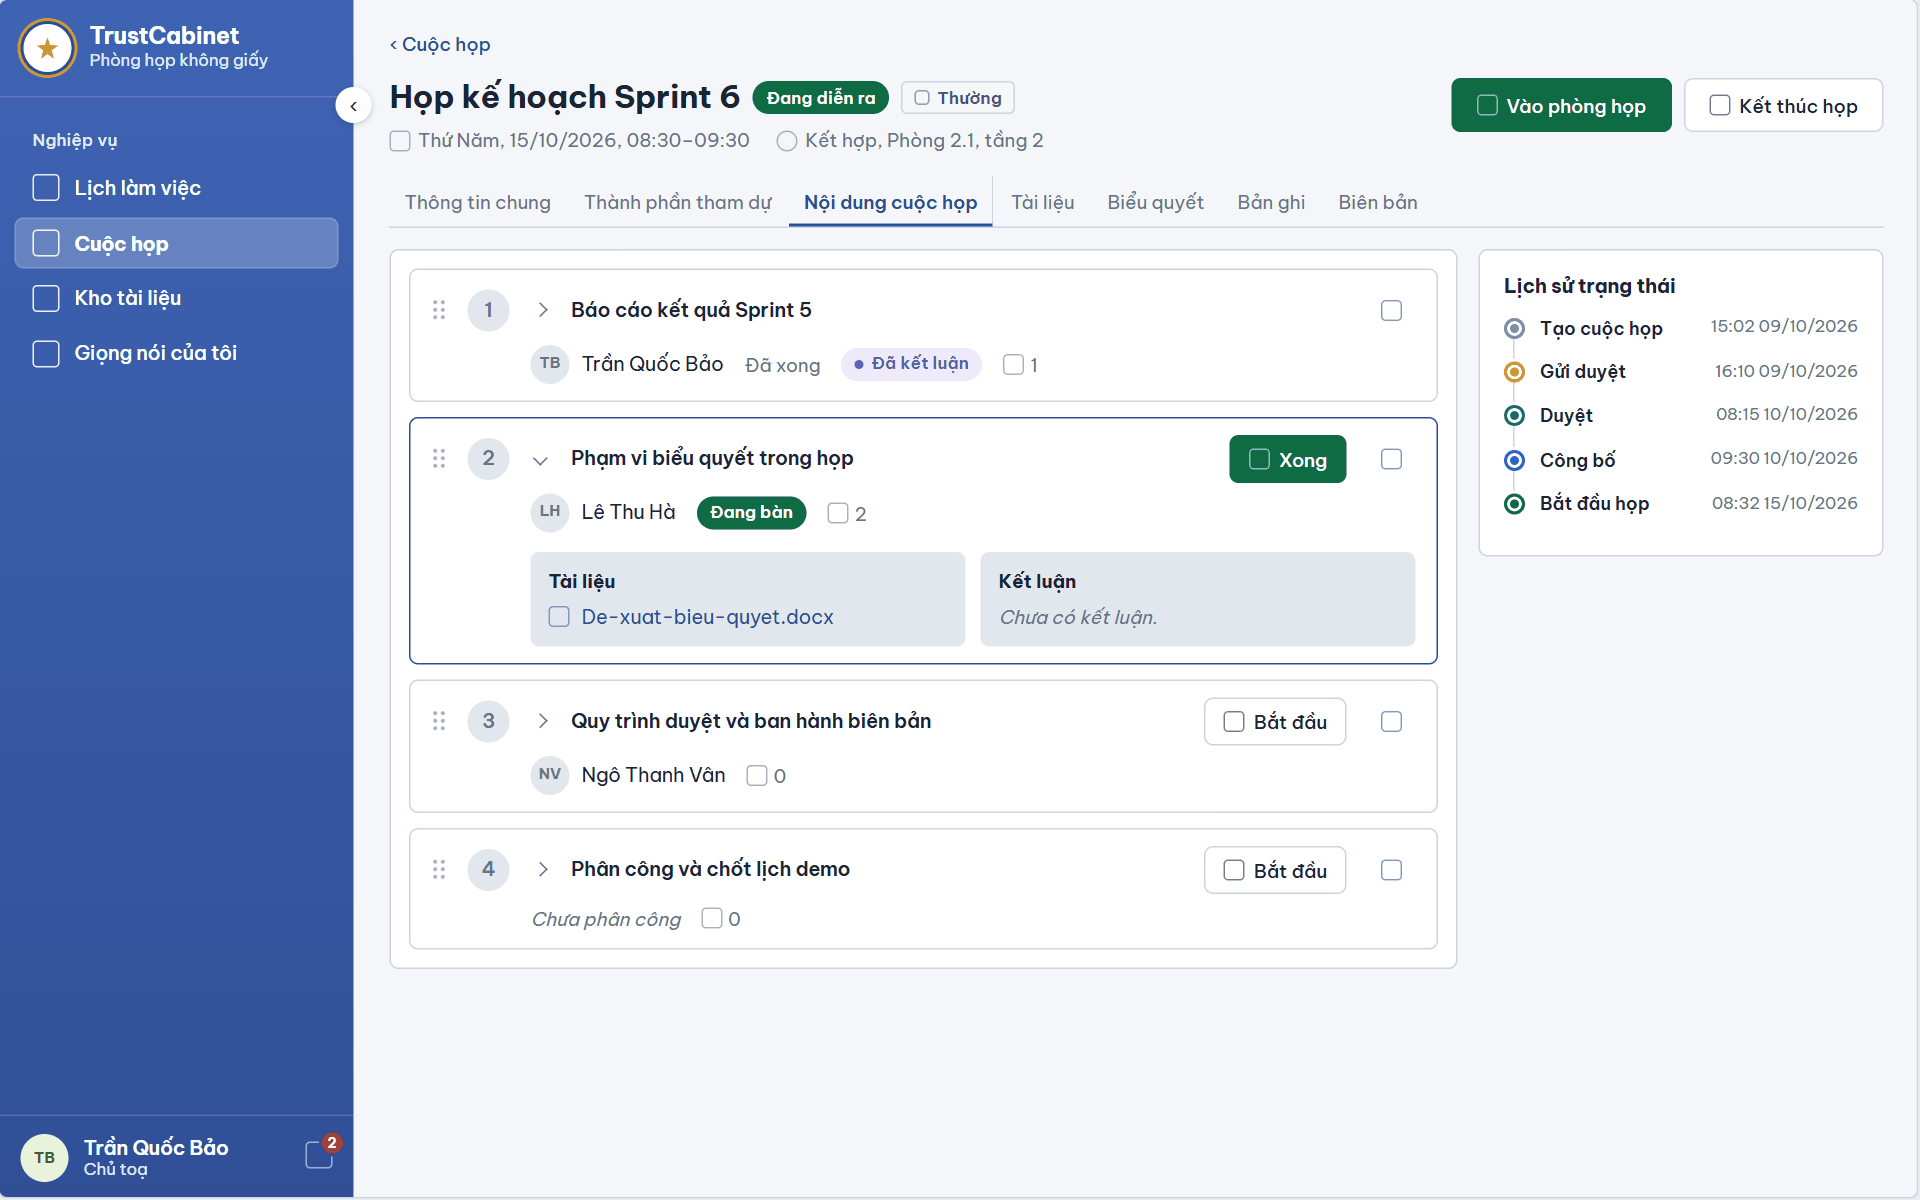 TrustCabinet
Phòng họp không giấy
Nghiệp vụ
Lịch làm việc
Cuộc họp
Kho tài liệu
Giọng nói của tôi
TB
Trần Quốc Bảo
Chủ toạ
2
‹ Cuộc họp
Họp kế hoạch Sprint 6 Đang diễn ra Thường
Thứ Năm, 15/10/2026, 08:30–09:30 Kết hợp, Phòng 2.1, tầng 2
Vào phòng họp Kết thúc họp
Thông tin chung Thành phần tham dự Nội dung cuộc họp Tài liệu Biểu quyết Bản ghi Biên bản
1 Báo cáo kết quả Sprint 5
TB Trần Quốc Bảo Đã xong Đã kết luận 1
2 Phạm vi biểu quyết trong họp Xong
LH Lê Thu Hà Đang bàn 2
Tài liệu
De-xuat-bieu-quyet.docx
Kết luận
Chưa có kết luận.
3 Quy trình duyệt và ban hành biên bản Bắt đầu
NV Ngô Thanh Vân 0
4 Phân công và chốt lịch demo Bắt đầu
Chưa phân công 0
Lịch sử trạng thái
Tạo cuộc họp 15:02 09/10/2026
Gửi duyệt 16:10 09/10/2026
Duyệt 08:15 10/10/2026
Công bố 09:30 10/10/2026
Bắt đầu họp 08:32 15/10/2026